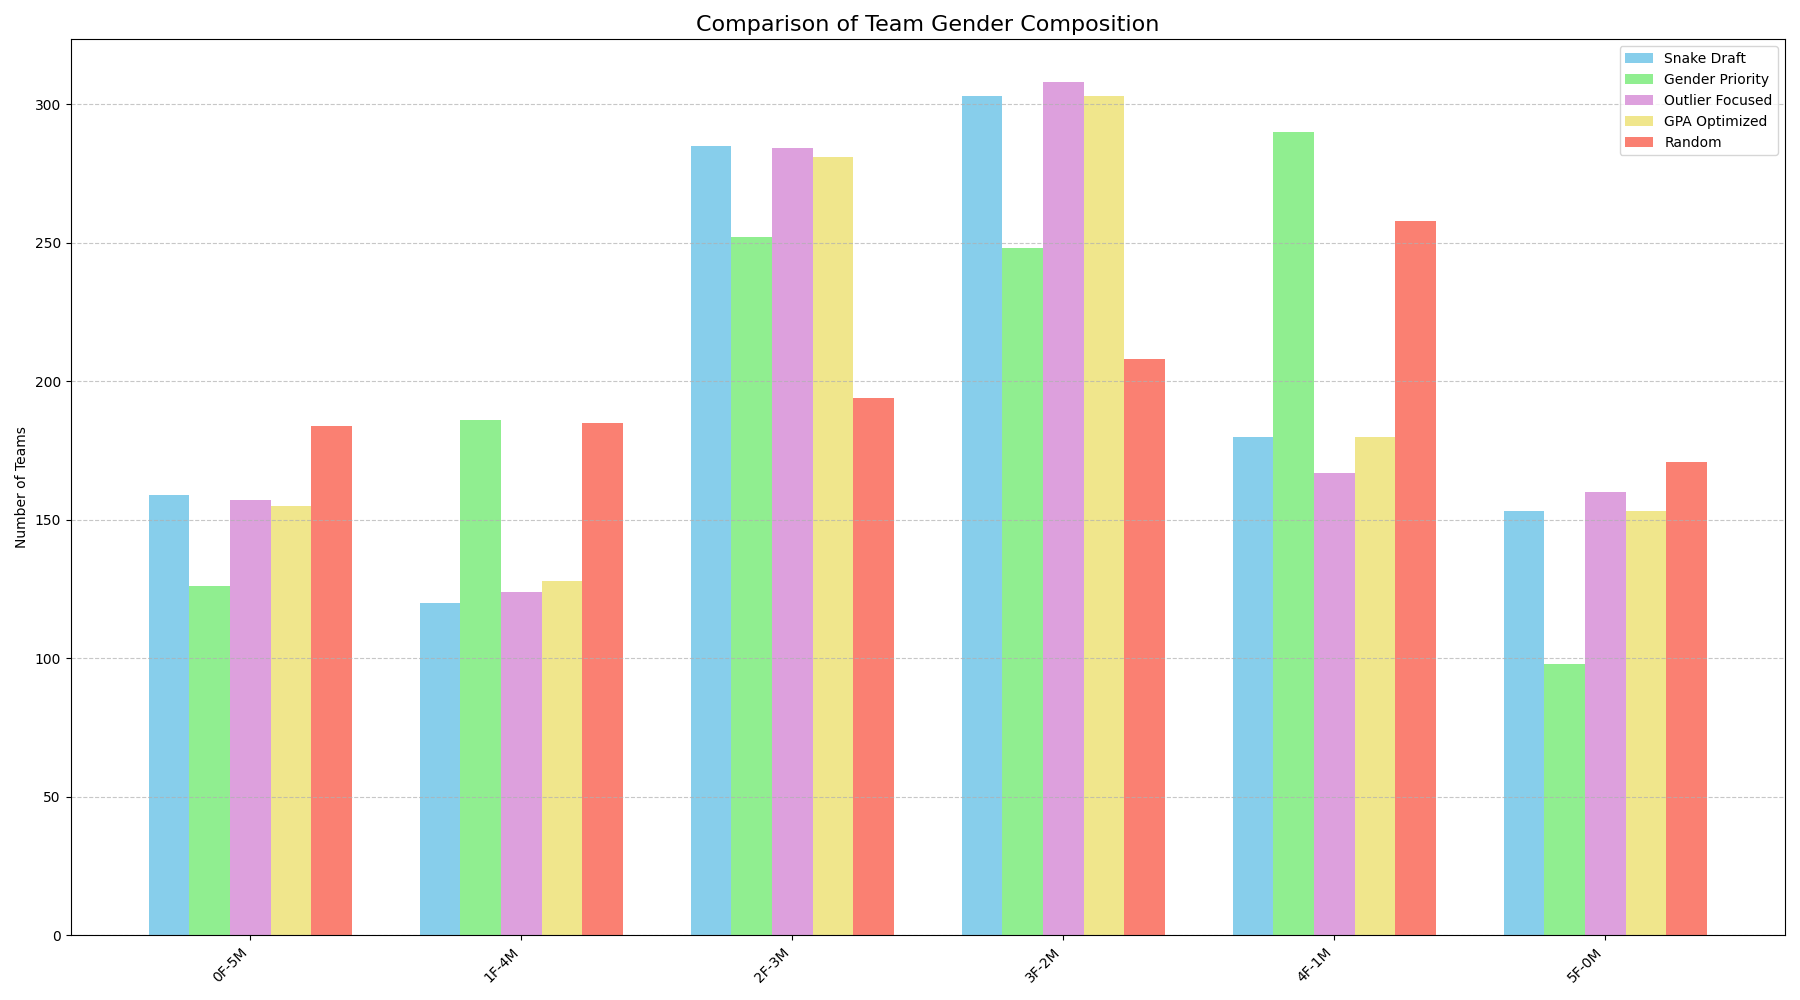 Comparison of Team Gender Composition
Snake Draft
Gender Priority
Outlier Focused
GPA Optimized
Random
Number of Teams
300
250
200
150
100
50
0
0F-5M
1F-4M
2F-3M
3F-2M
4F-1M
5F-0M